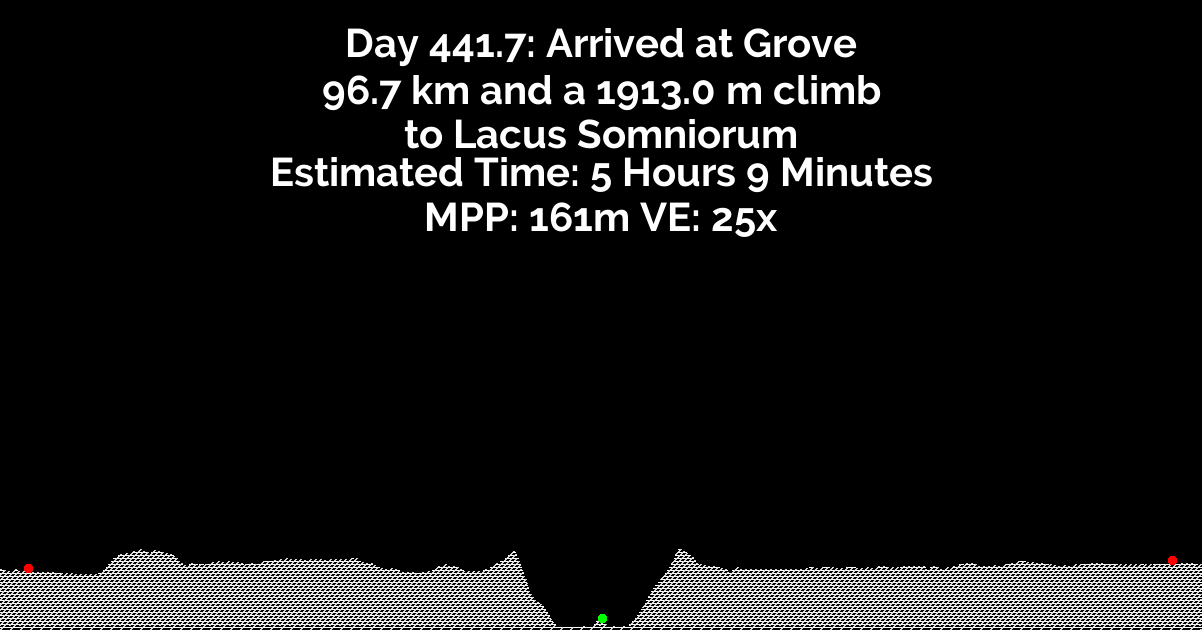 Day 441.7: Arrived at Grove
96.7 km and a 1913.0 m climb
to Lacus Somniorum
Estimated Time: 5 Hours 9 Minutes
MPP: 161m VE: 25x